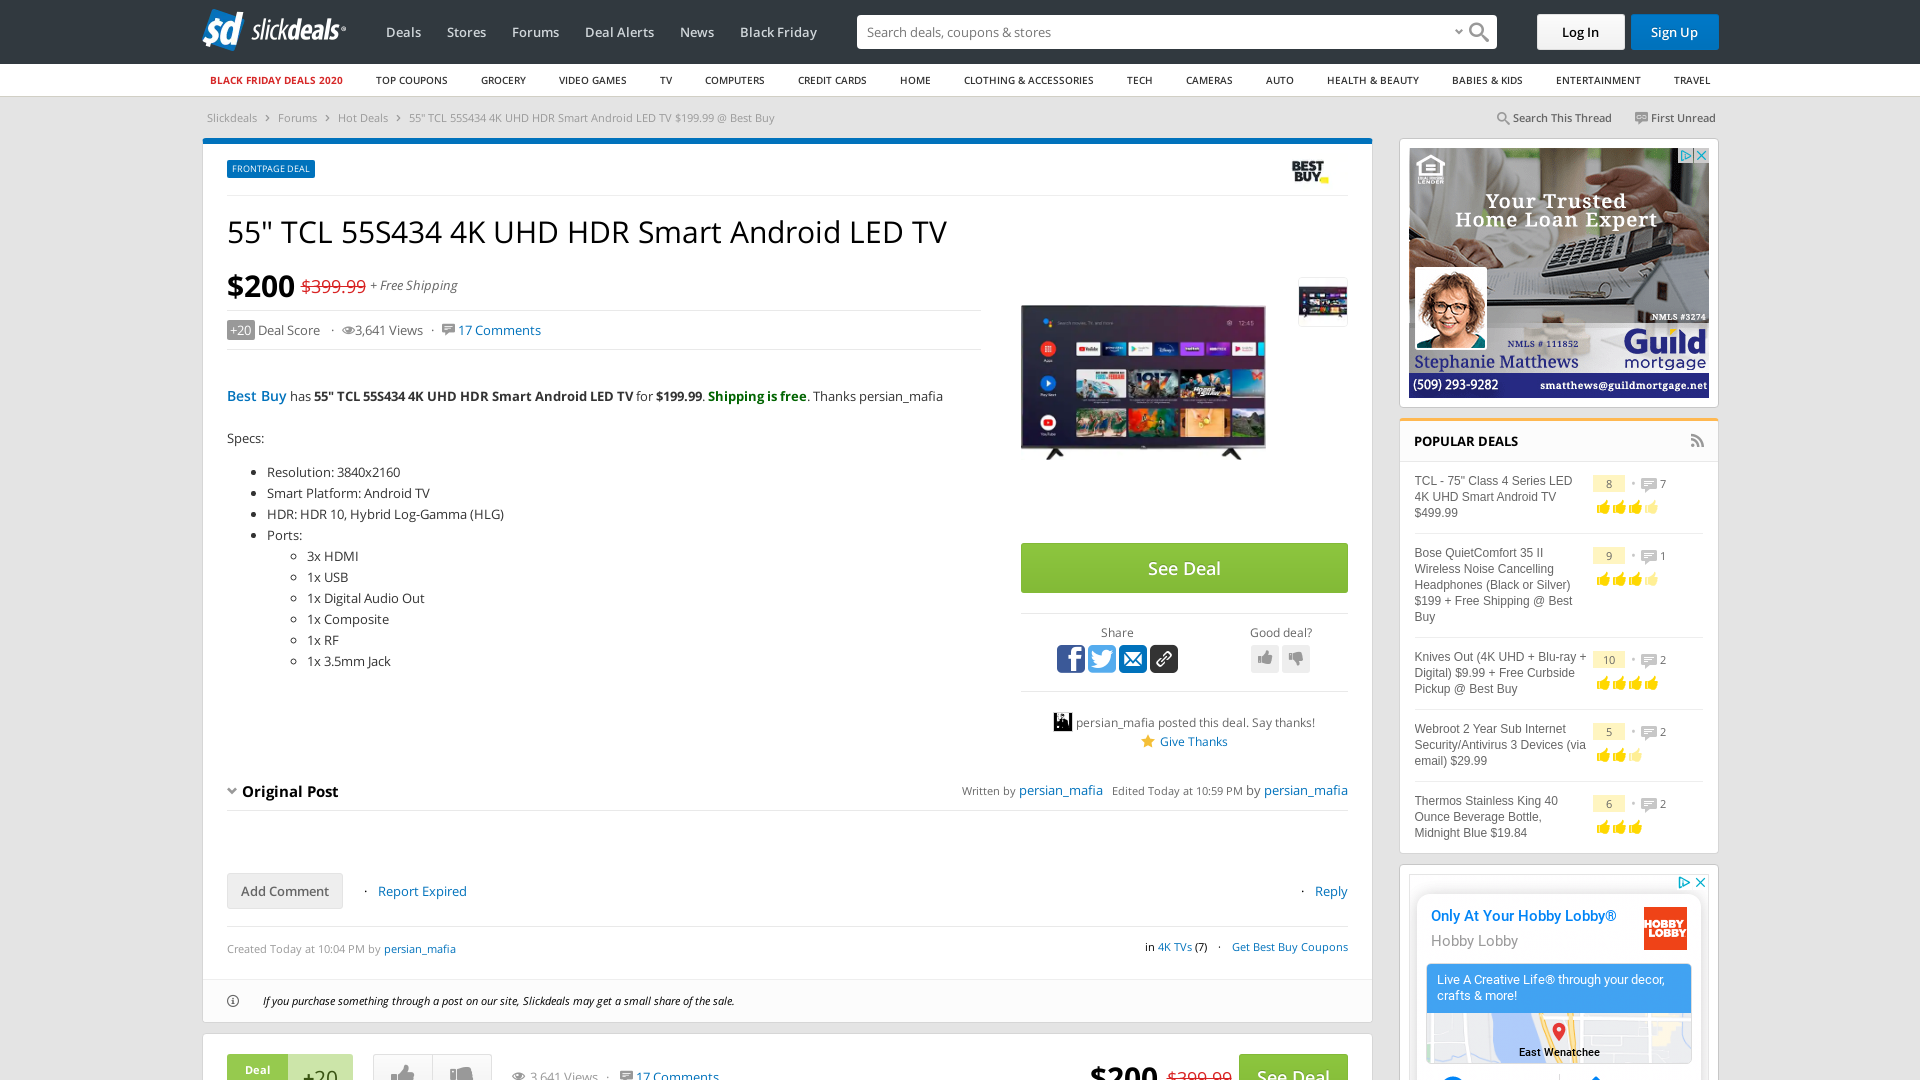 slickdeals
Deals
Stores
Forums
Deal Alerts
News
Black Friday
Search deals, coupons & stores
Log In
Sign Up
BLACK FRIDAY DEALS 2020
TOP COUPONS
GROCERY
VIDEO GAMES
TV
COMPUTERS
CREDIT CARDS
HOME
CLOTHING & ACCESSORIES
TECH
CAMERAS
AUTO
HEALTH & BEAUTY
BABIES & KIDS
ENTERTAINMENT
TRAVEL
Slickdeals > Forums > Hot Deals > 55" TCL 55S434 4K UHD HDR Smart Android LED TV $199.99 @ Best Buy
Search This Thread
First Unread
FRONTPAGE DEAL
BEST
BUY
55" TCL 55S434 4K UHD HDR Smart Android LED TV
$200 $399.99 + Free Shipping
+20 Deal Score · 3,641 Views · 17 Comments
Best Buy has 55" TCL 55S434 4K UHD HDR Smart Android LED TV for $199.99. Shipping is free. Thanks persian_mafia
Specs:
Resolution: 3840x2160
Smart Platform: Android TV
HDR: HDR 10, Hybrid Log-Gamma (HLG)
Ports:
3x HDMI
1x USB
1x Digital Audio Out
1x Composite
1x RF
1x 3.5mm Jack
12:45
1917
See Deal
Share
Good deal?
persian_mafia posted this deal. Say thanks!
Give Thanks
Original Post
Written by persian_mafia Edited Today at 10:59 PM by persian_mafia
Add Comment
· Report Expired
· Reply
Created Today at 10:04 PM by persian_mafia
in 4K TVs (7) · Get Best Buy Coupons
If you purchase something through a post on our site, Slickdeals may get a small share of the sale.
Deal
+20
3,641 Views · 17 Comments
$200 $399.99
See Deal
Your Trusted
Home Loan Expert
NMLS #3274
NMLS # 111852
Guild
mortgage
Stephanie Matthews
(509) 293-9282
smatthews@guildmortgage.net
POPULAR DEALS
TCL - 75" Class 4 Series LED
4K UHD Smart Android TV
$499.99
8 • 7
Bose QuietComfort 35 II
Wireless Noise Cancelling
Headphones (Black or Silver)
$199 + Free Shipping @ Best
Buy
9 • 1
Knives Out (4K UHD + Blu-ray +
Digital) $9.99 + Free Curbside
Pickup @ Best Buy
10 • 2
Webroot 2 Year Sub Internet
Security/Antivirus 3 Devices (via
email) $29.99
5 • 2
Thermos Stainless King 40
Ounce Beverage Bottle,
Midnight Blue $19.84
6 • 2
Only At Your Hobby Lobby®
Hobby Lobby
HOBBY
LOBBY
Live A Creative Life® through your decor,
crafts & more!
East Wenatchee